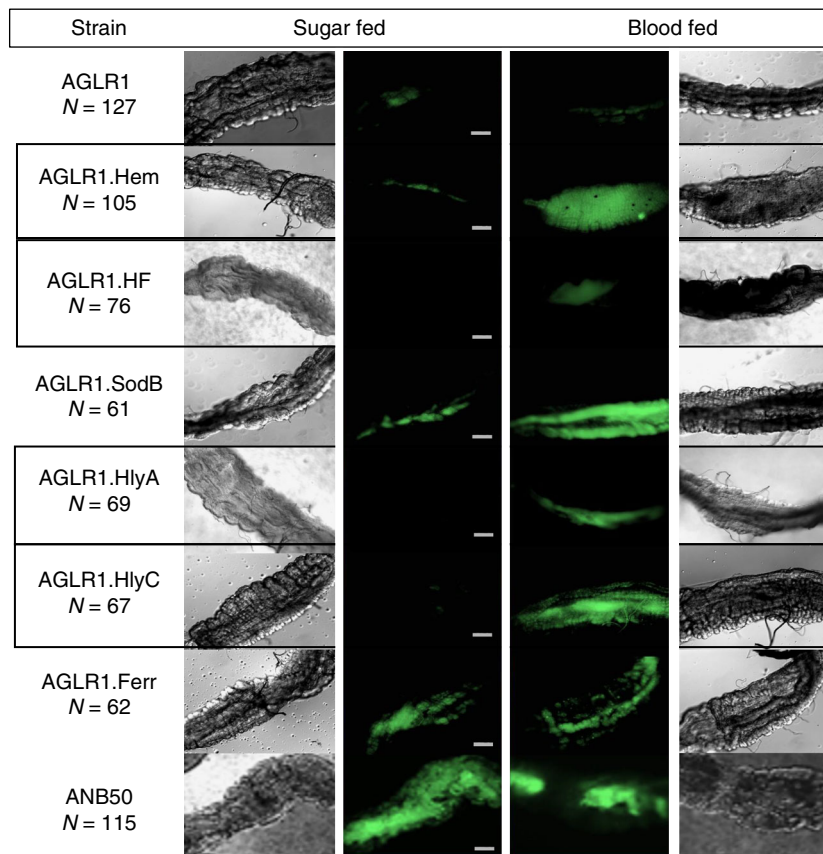 Strain Sugar fed Blood fed
AGLR1
N = 127
AGLR1.Hem
N = 105
AGLR1.HF
N = 76
AGLR1.SodB
N = 61
AGLR1.HlyA
N = 69
AGLR1.HlyC
N = 67
AGLR1.Ferr
N = 62
ANB50
N = 115